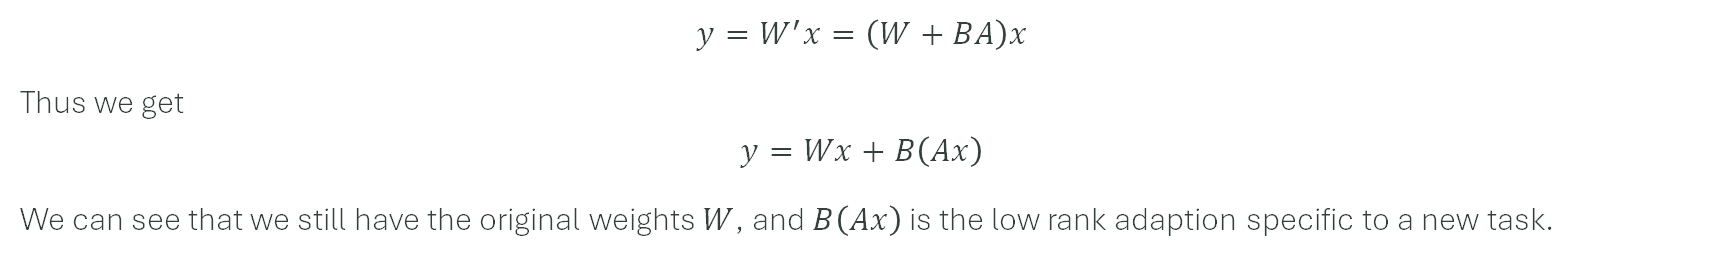 y = W′x = (W + BA)x
Thus we get
y = Wx + B(Ax)
We can see that we still have the original weights W, and B(Ax) is the low rank adaption specific to a new task.